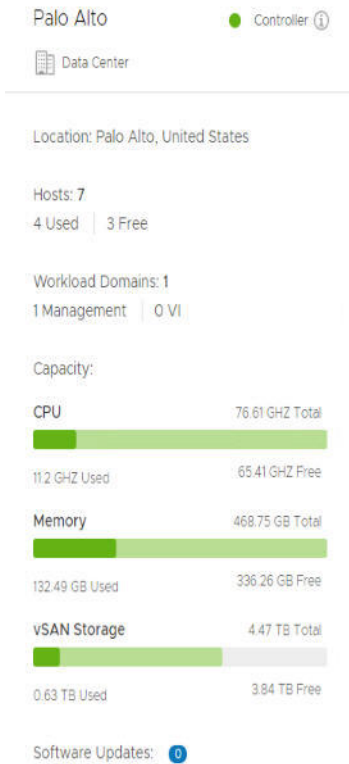 Palo Alto
Controller
Data Center
Location: Palo Alto, United States
Hosts: 7
4 Used | 3 Free
Workload Domains: 1
1 Management | 0 VI
Capacity:
CPU 76.61 GHZ Total
11.2 GHZ Used 65.41 GHZ Free
Memory 468.75 GB Total
132.49 GB Used 336.26 GB Free
vSAN Storage 4.47 TB Total
0.63 TB Used 3.84 TB Free
Software Updates: 0